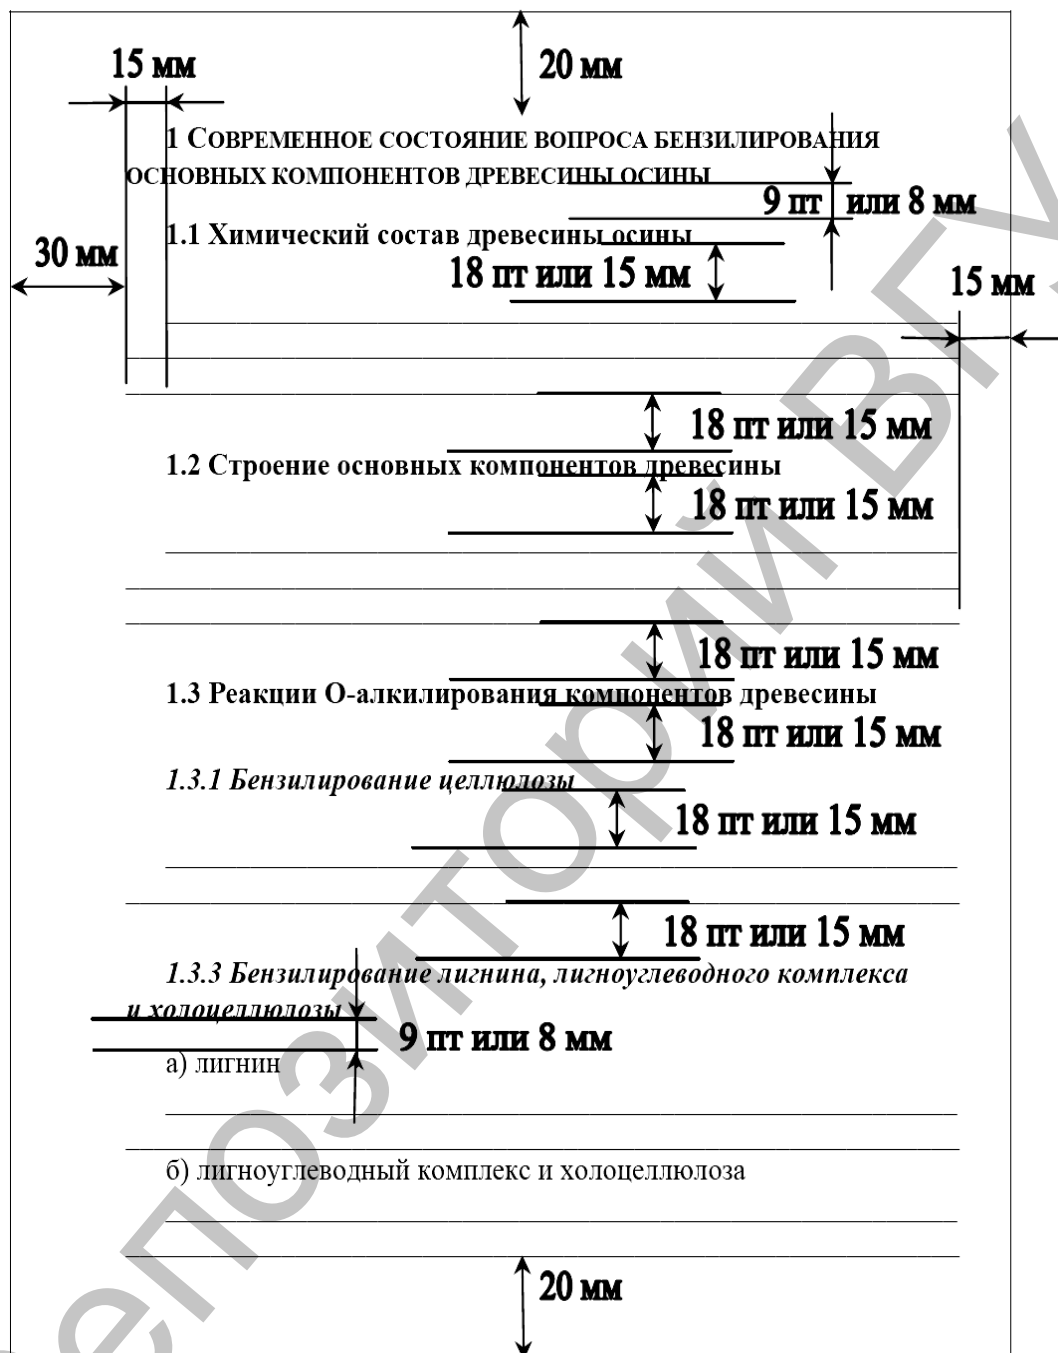 15 мм
20 мм
1 СОВРЕМЕННОЕ СОСТОЯНИЕ ВОПРОСА БЕНЗИЛИРОВАНИЯ
ОСНОВНЫХ КОМПОНЕНТОВ ДРЕВЕСИНЫ ОСИНЫ
9 пт или 8 мм
1.1 Химический состав древесины осины
30 мм
18 пт или 15 мм
15 мм
18 пт или 15 мм
1.2 Строение основных компонентов древесины
18 пт или 15 мм
18 пт или 15 мм
1.3 Реакции О-алкилирования компонентов древесины
18 пт или 15 мм
1.3.1 Бензилирование целлюлозы
18 пт или 15 мм
18 пт или 15 мм
1.3.3 Бензилирование лигнина, лигноуглеводного комплекса
и холоцеллюлозы
9 пт или 8 мм
а) лигнин
б) лигноуглеводный комплекс и холоцеллюлоза
20 мм
епозиторий ВГУ